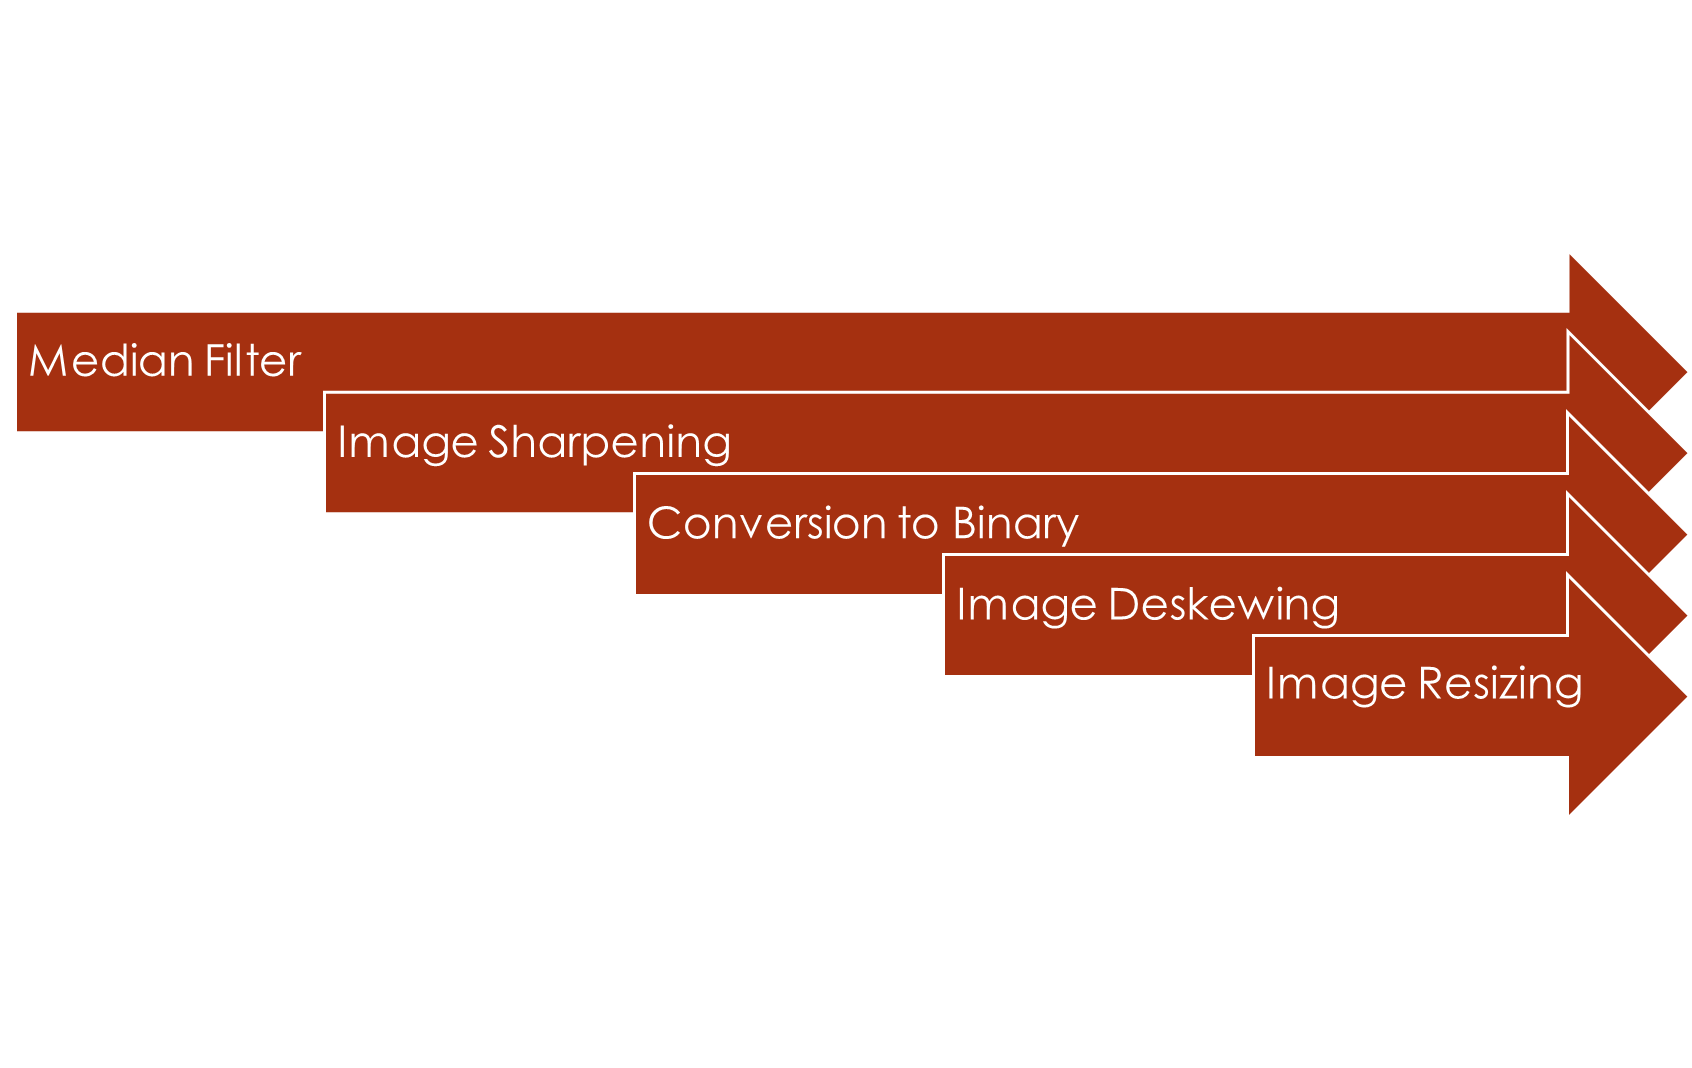 Median Filter
Image Sharpening
Conversion to Binary
Image Deskewing
Image Resizing